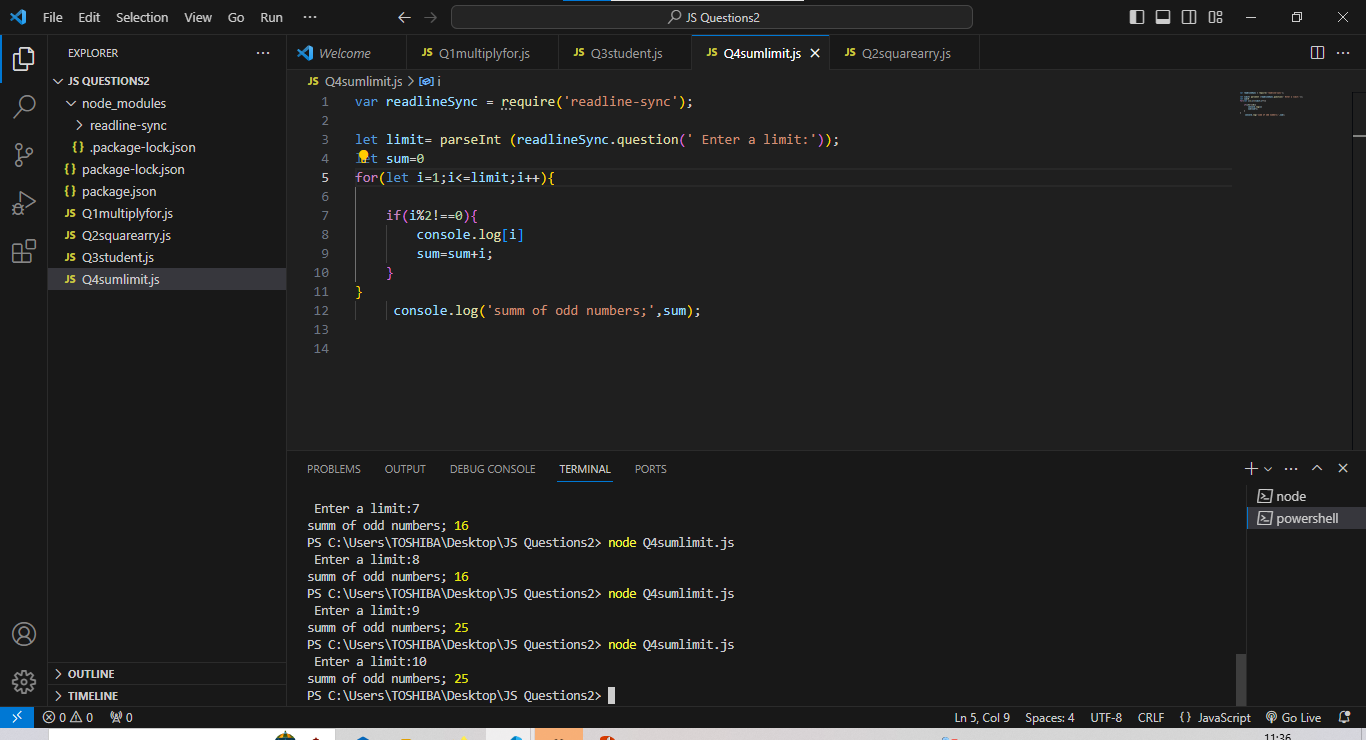 File Edit Selection View Go Run ··· JS Questions2
EXPLORER ···
JS QUESTIONS2
node_modules
readline-sync
{} .package-lock.json
{} package-lock.json
{} package.json
JS Q1multiplyfor.js
JS Q2squarearry.js
JS Q3student.js
JS Q4sumlimit.js
OUTLINE
TIMELINE
Welcome JS Q1multiplyfor.js JS Q3student.js JS Q4sumlimit.js JS Q2squarearry.js
JS Q4sumlimit.js > i
1 var readlineSync = require('readline-sync');
2
3 let limit= parseInt (readlineSync.question(' Enter a limit:'));
4 let sum=0
5 for(let i=1;i<=limit;i++){
6
7 if(i%2!==0){
8 console.log[i]
9 sum=sum+i;
10 }
11 }
12 console.log('summ of odd numbers;',sum);
13
14
PROBLEMS OUTPUT DEBUG CONSOLE TERMINAL PORTS
node
powershell
Enter a limit:7
summ of odd numbers; 16
PS C:\Users\TOSHIBA\Desktop\JS Questions2> node Q4sumlimit.js
Enter a limit:8
summ of odd numbers; 16
PS C:\Users\TOSHIBA\Desktop\JS Questions2> node Q4sumlimit.js
Enter a limit:9
summ of odd numbers; 25
PS C:\Users\TOSHIBA\Desktop\JS Questions2> node Q4sumlimit.js
Enter a limit:10
summ of odd numbers; 25
PS C:\Users\TOSHIBA\Desktop\JS Questions2>
0 0 0 Ln 5, Col 9 Spaces: 4 UTF-8 CRLF {} JavaScript Go Live
11:36